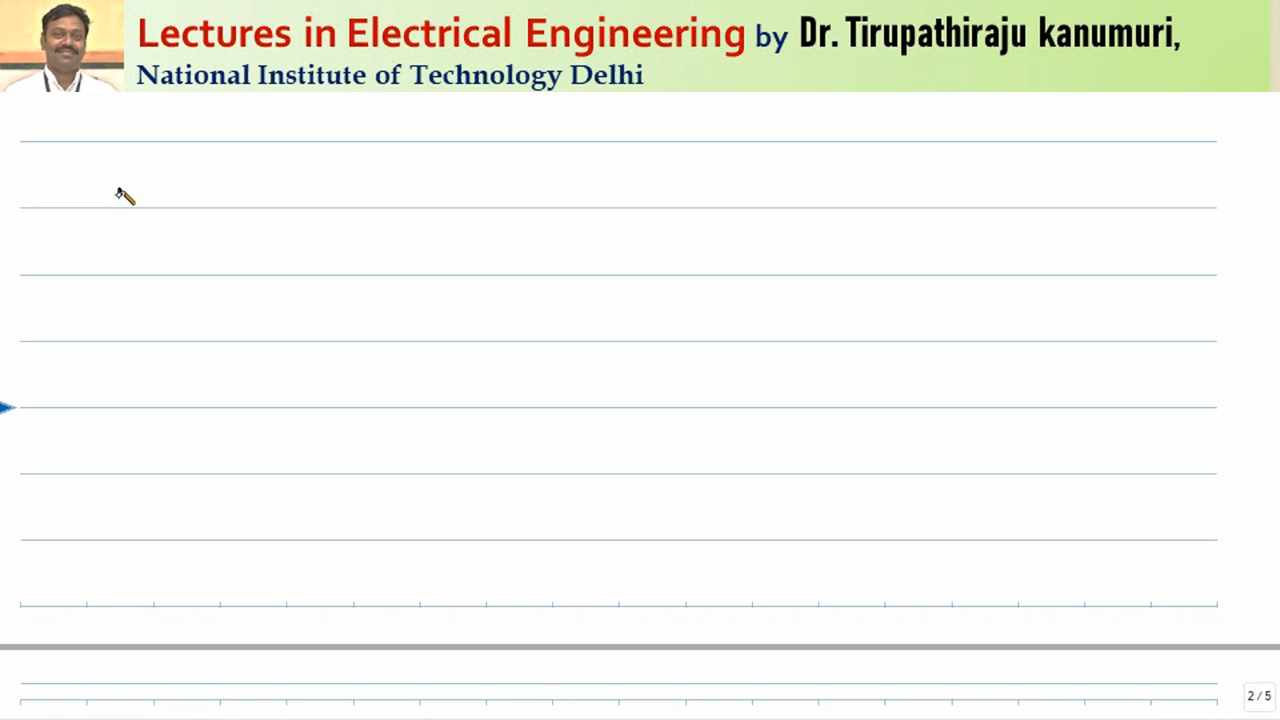 Lectures in Electrical Engineering by Dr. Tirupathiraju kanumuri,
National Institute of Technology Delhi
2 / 5